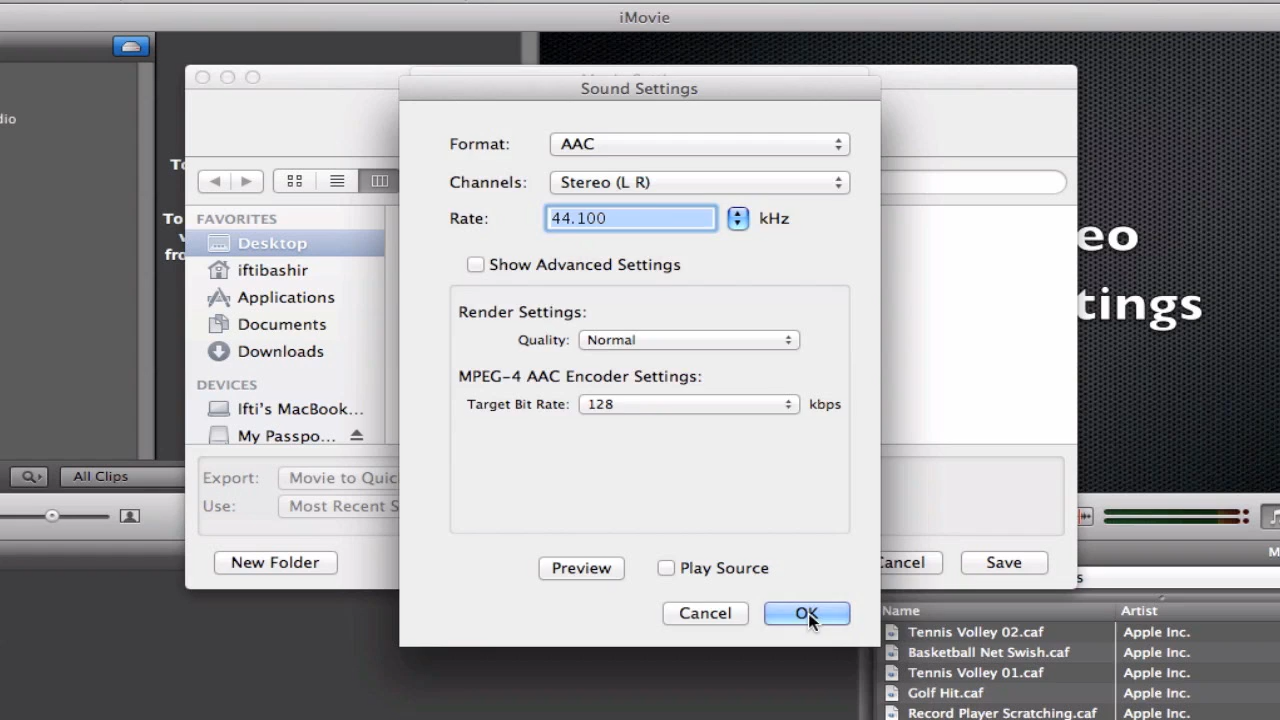 iMovie
Sound Settings
Format: AAC
Channels: Stereo (L R)
Rate: 44.100 kHz
Show Advanced Settings
Render Settings:
Quality: Normal
MPEG-4 AAC Encoder Settings:
Target Bit Rate: 128 kbps
Preview
Play Source
Cancel
OK
dio
To
To
fro
FAVORITES
Desktop
iftibashir
Applications
Documents
Downloads
DEVICES
Ifti's MacBook...
My Passpo...
Export: Movie to Quic
Use: Most Recent S
New Folder
ancel
Save
All Clips
eo
tings
M
s
Name Artist
Tennis Volley 02.caf Apple Inc.
Basketball Net Swish.caf Apple Inc.
Tennis Volley 01.caf Apple Inc.
Golf Hit.caf Apple Inc.
Record Player Scratching.caf Apple Inc.